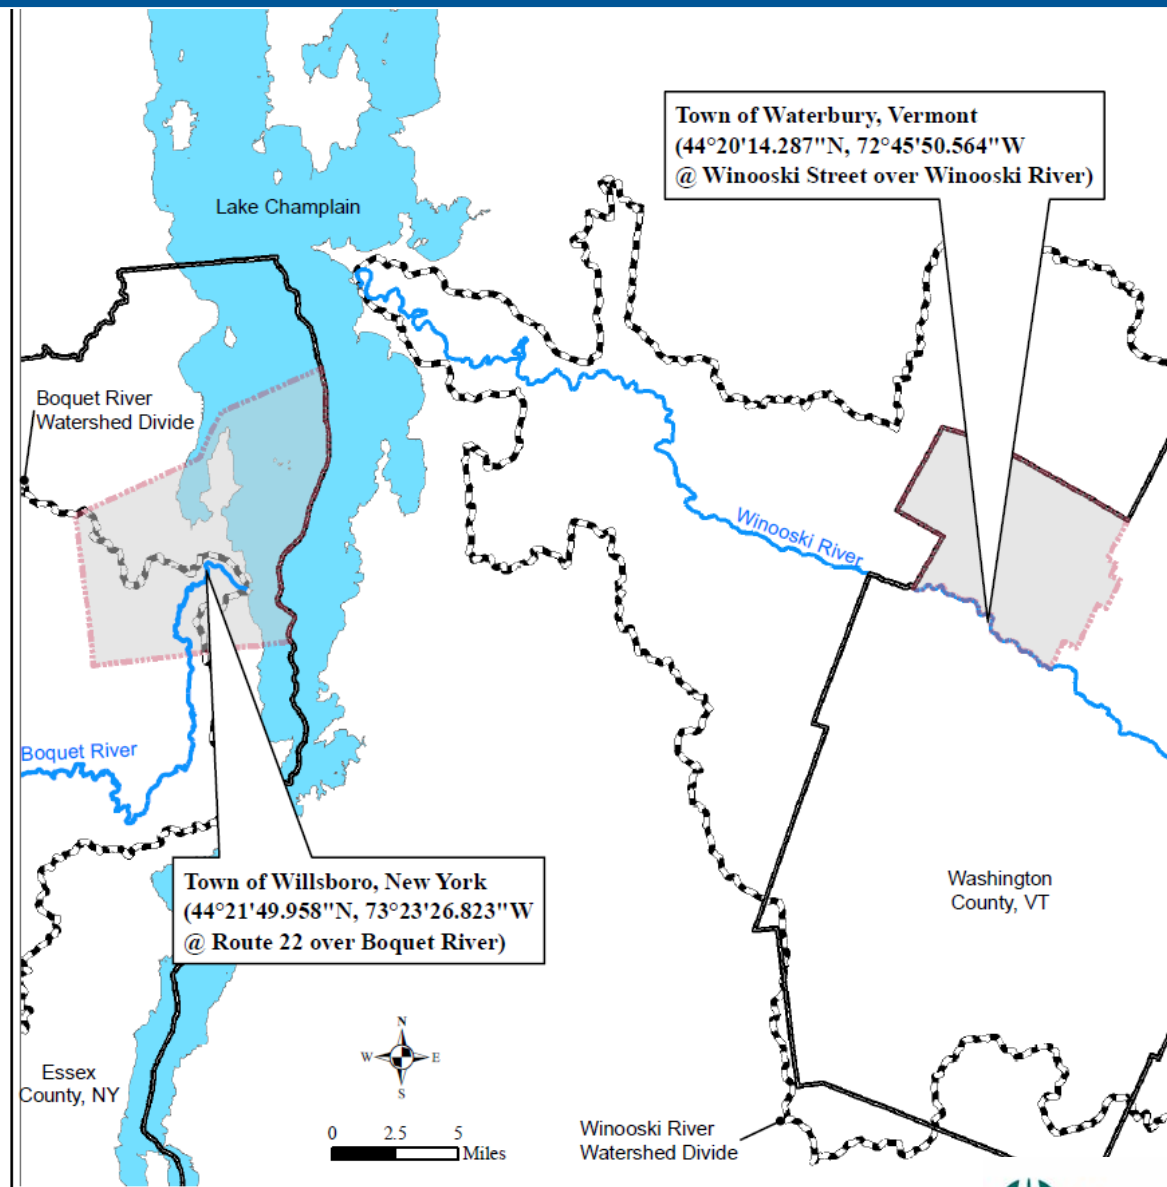 Town of Waterbury, Vermont
(44°20'14.287"N, 72°45'50.564"W
@ Winooski Street over Winooski River)
Lake Champlain
Boquet River
Watershed Divide
Winooski River
Boquet River
Town of Willsboro, New York
(44°21'49.958"N, 73°23'26.823"W
@ Route 22 over Boquet River)
Washington
County, VT
N
W E
S
Essex
County, NY
0 2.5 5
Miles
Winooski River
Watershed Divide